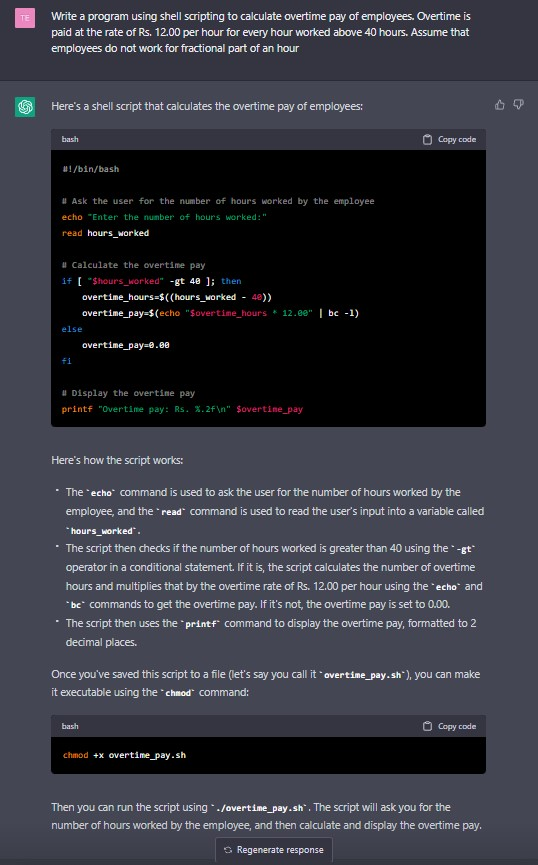 TE
Write a program using shell scripting to calculate overtime pay of employees. Overtime is
paid at the rate of Rs. 12.00 per hour for every hour worked above 40 hours. Assume that
employees do not work for fractional part of an hour
Here's a shell script that calculates the overtime pay of employees:
bash
Copy code
#!/bin/bash
# Ask the user for the number of hours worked by the employee
echo "Enter the number of hours worked:"
read hours_worked
# Calculate the overtime pay
if [ "$hours_worked" -gt 40 ]; then
    overtime_hours=$((hours_worked - 40))
    overtime_pay=$(echo "$overtime_hours * 12.00" | bc -l)
else
    overtime_pay=0.00
fi
# Display the overtime pay
printf "Overtime pay: Rs. %.2f\n" $overtime_pay
Here's how the script works:
• The `echo` command is used to ask the user for the number of hours worked by the
employee, and the `read` command is used to read the user's input into a variable called
`hours_worked`.
• The script then checks if the number of hours worked is greater than 40 using the `-gt`
operator in a conditional statement. If it is, the script calculates the number of overtime
hours and multiplies that by the overtime rate of Rs. 12.00 per hour using the `echo` and
`bc` commands to get the overtime pay. If it's not, the overtime pay is set to 0.00.
• The script then uses the `printf` command to display the overtime pay, formatted to 2
decimal places.
Once you've saved this script to a file (let's say you call it `overtime_pay.sh`), you can make
it executable using the `chmod` command:
bash
Copy code
chmod +x overtime_pay.sh
Then you can run the script using `./overtime_pay.sh`. The script will ask you for the
number of hours worked by the employee, and then calculate and display the overtime pay.
Regenerate response